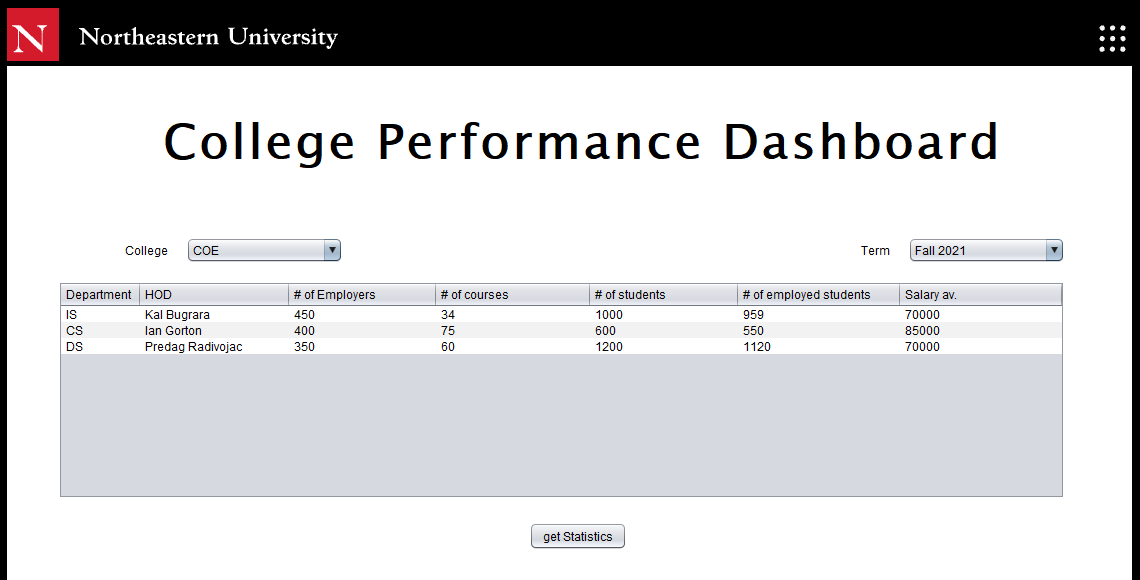 N Northeastern University
College Performance Dashboard
College COE Term Fall 2021
Department HOD # of Employers # of courses # of students # of employed students Salary av.
IS Kal Bugrara 450 34 1000 959 70000
CS Ian Gorton 400 75 600 550 85000
DS Predag Radivojac 350 60 1200 1120 70000
get Statistics